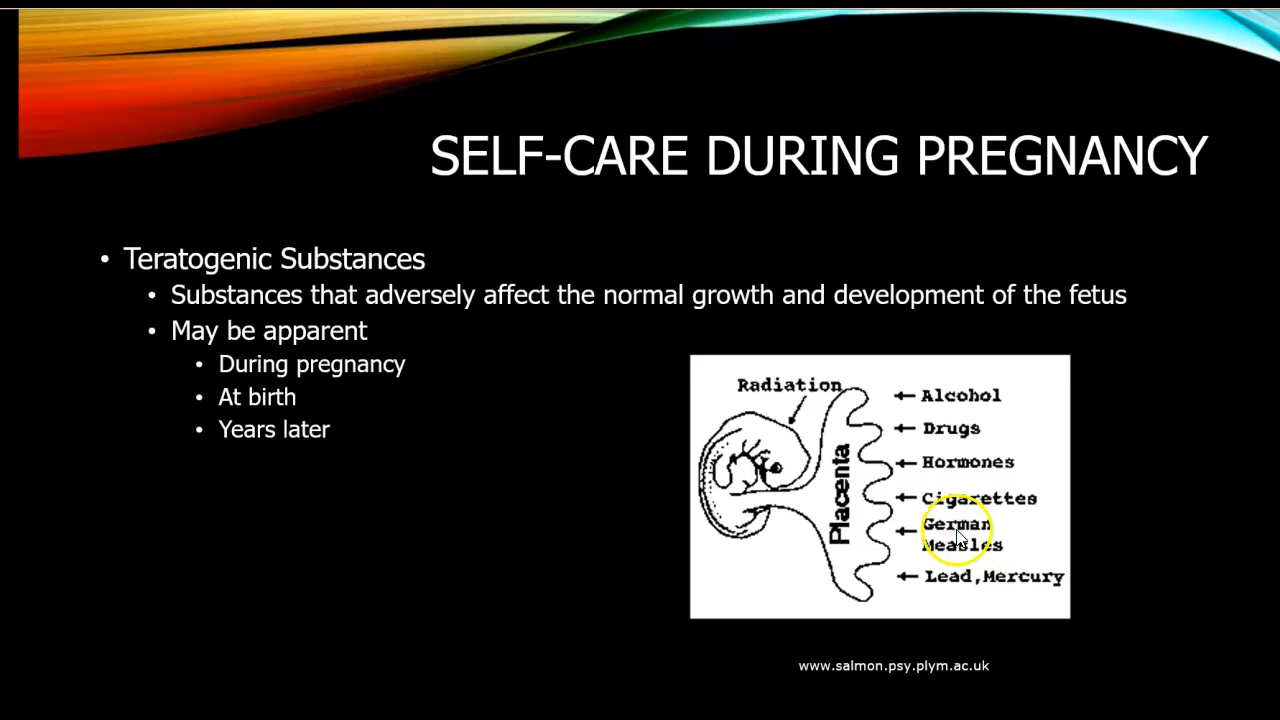 SELF-CARE DURING PREGNANCY
• Teratogenic Substances
• Substances that adversely affect the normal growth and development of the fetus
• May be apparent
• During pregnancy
• At birth
• Years later
Radiation
Placenta
Alcohol
Drugs
Hormones
Cigarettes
German
Measles
Lead,Mercury
www.salmon.psy.plym.ac.uk